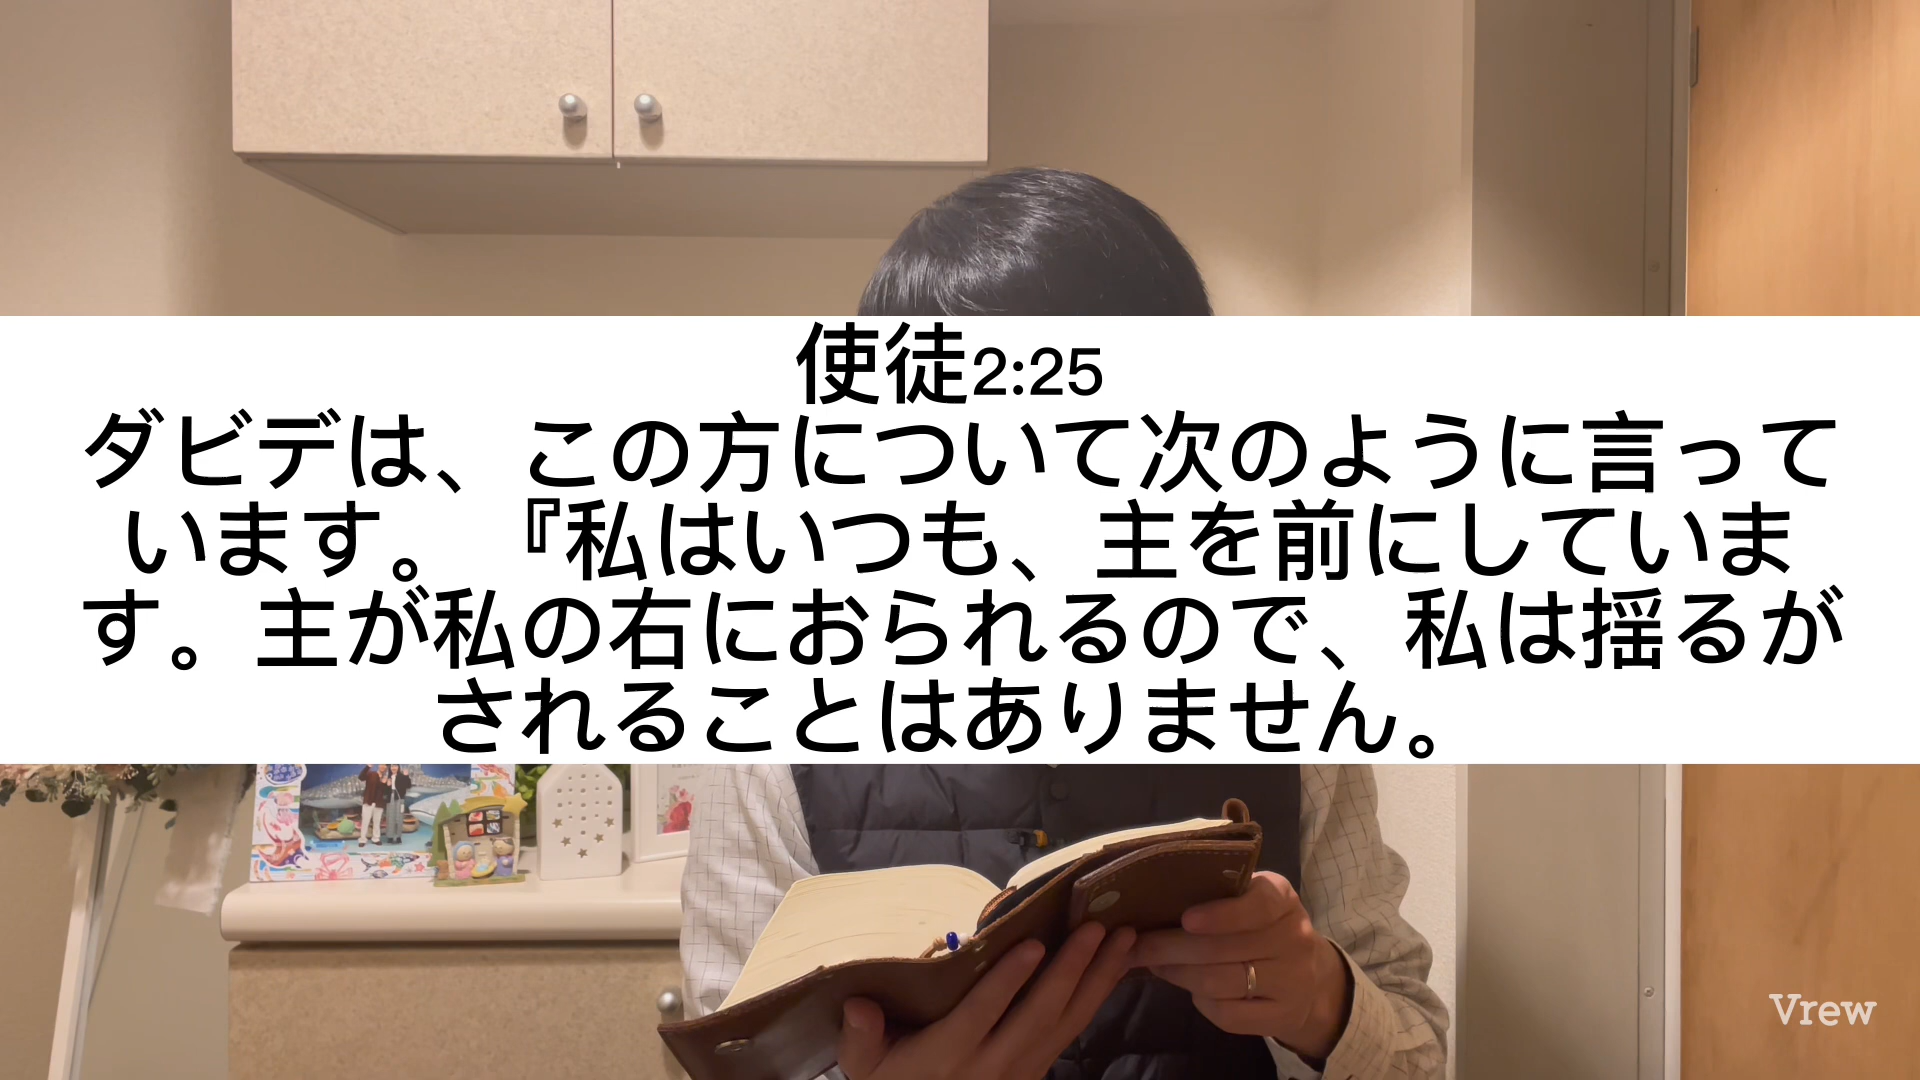 使徒2:25
ダビデは、この方について次のように言って
います。『私はいつも、主を前にしていま
す。主が私の右におられるので、私は揺るが
されることはありません。
Vrew